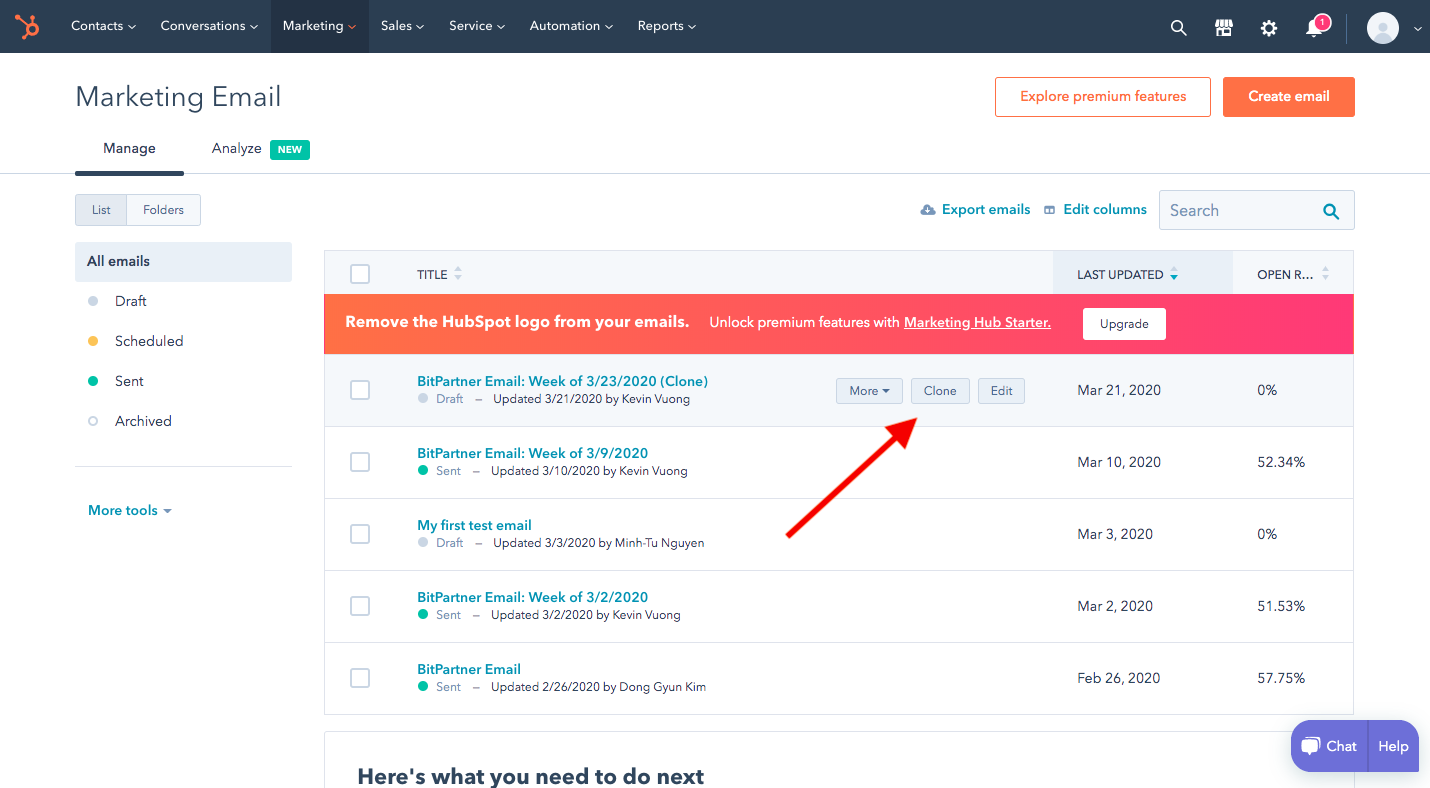 Contacts Conversations Marketing Sales Service Automation Reports 1
Marketing Email Explore premium features Create email
Manage Analyze NEW
List Folders Export emails Edit columns Search
All emails
Draft
Scheduled
Sent
Archived
More tools
TITLE LAST UPDATED OPEN R...
Remove the HubSpot logo from your emails. Unlock premium features with Marketing Hub Starter. Upgrade
BitPartner Email: Week of 3/23/2020 (Clone)
Draft – Updated 3/21/2020 by Kevin Vuong
More Clone Edit Mar 21, 2020 0%
BitPartner Email: Week of 3/9/2020
Sent – Updated 3/10/2020 by Kevin Vuong
Mar 10, 2020 52.34%
My first test email
Draft – Updated 3/3/2020 by Minh-Tu Nguyen
Mar 3, 2020 0%
BitPartner Email: Week of 3/2/2020
Sent – Updated 3/2/2020 by Kevin Vuong
Mar 2, 2020 51.53%
BitPartner Email
Sent – Updated 2/26/2020 by Dong Gyun Kim
Feb 26, 2020 57.75%
Chat Help
Here's what you need to do next